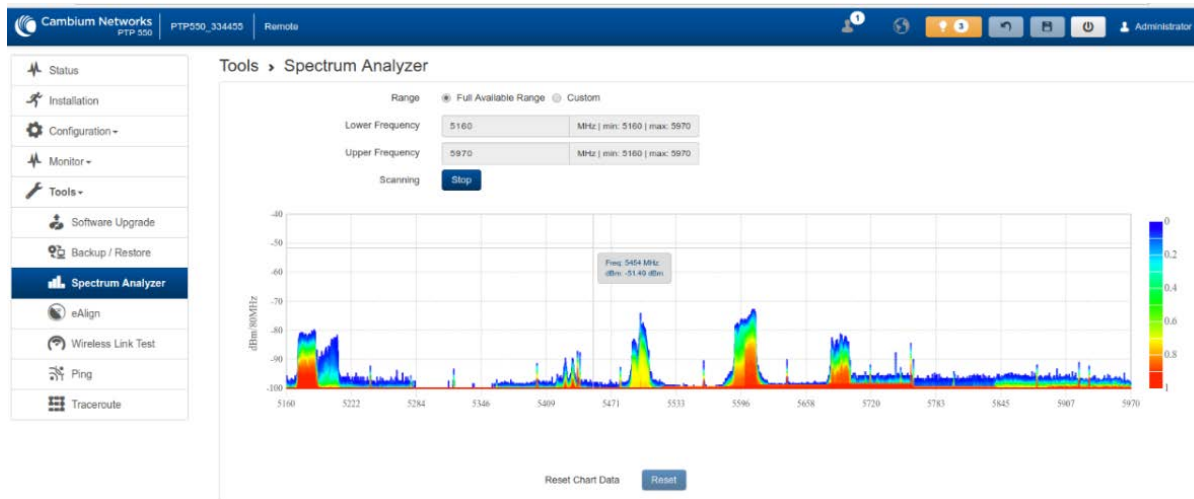 Cambium Networks
PTP 550
PTP550_334455
Remote
1
3
Administrator
Status
Installation
Configuration
Monitor
Tools
Software Upgrade
Backup / Restore
Spectrum Analyzer
eAlign
Wireless Link Test
Ping
Traceroute
Tools › Spectrum Analyzer
Range Full Available Range Custom
Lower Frequency 5160 MHz | min: 5160 | max: 5970
Upper Frequency 5970 MHz | min: 5160 | max: 5970
Scanning Stop
dBm/80MHz
-40
-50
-60
-70
-80
-90
-100
Freq: 5454 MHz
dBm: -51.49 dBm
5160 5222 5284 5346 5409 5471 5533 5596 5658 5720 5783 5845 5907 5970
0
0.2
0.4
0.6
0.8
1
Reset Chart Data Reset